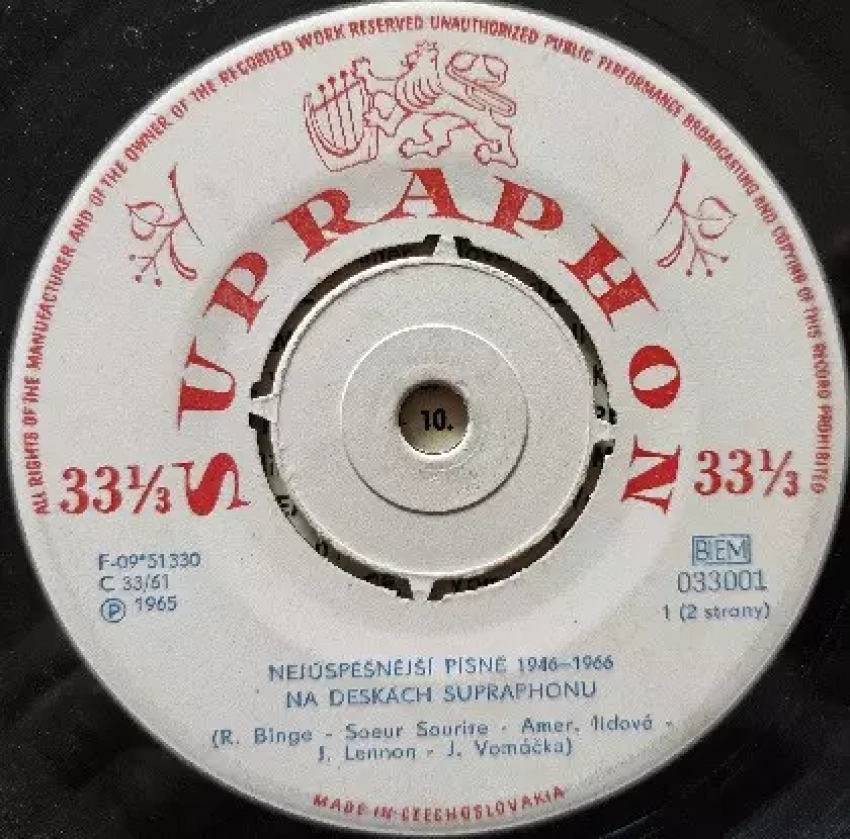 ALL RIGHTS OF THE MANUFACTURER AND OF THE OWNER OF THE RECORDED WORK RESERVED UNAUTHORIZED PUBLIC PERFORMANCE BROADCASTING AND COPYING OF THIS RECORD PROHIBITED
SUPRAPHON
10.
33⅓ 33⅓
F-09*51330
C 33/61
Ⓟ 1965
BIEM
033001
1 (2 strany)
NEJÚSPĚŠNĚJŠÍ PÍSNĚ 1946–1966
NA DESKÁCH SUPRAPHONU
(R. Binge - Soeur Sourire - Amer. lidová -
J. Lennon - J. Vomáčka)
MADE IN CZECHOSLOVAKIA